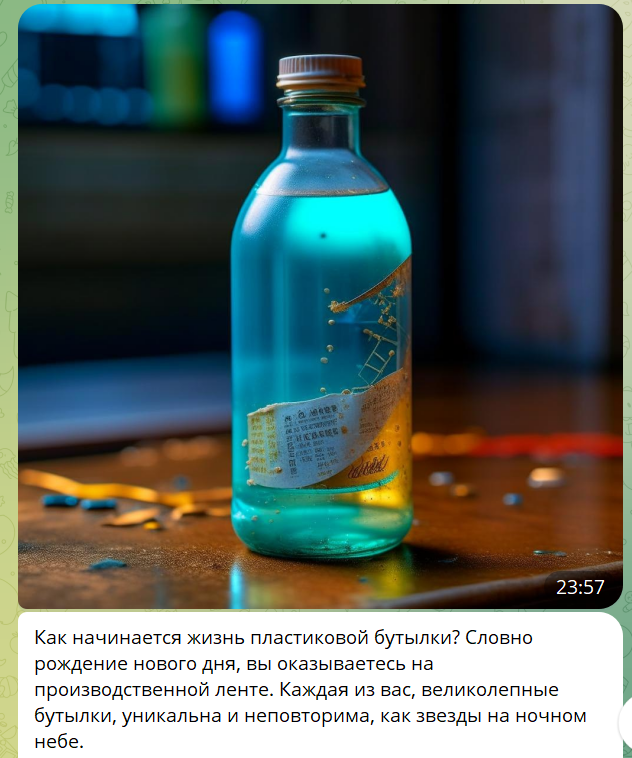 23:57
Как начинается жизнь пластиковой бутылки? Словно
рождение нового дня, вы оказываетесь на
производственной ленте. Каждая из вас, великолепные
бутылки, уникальна и неповторима, как звезды на ночном
небе.